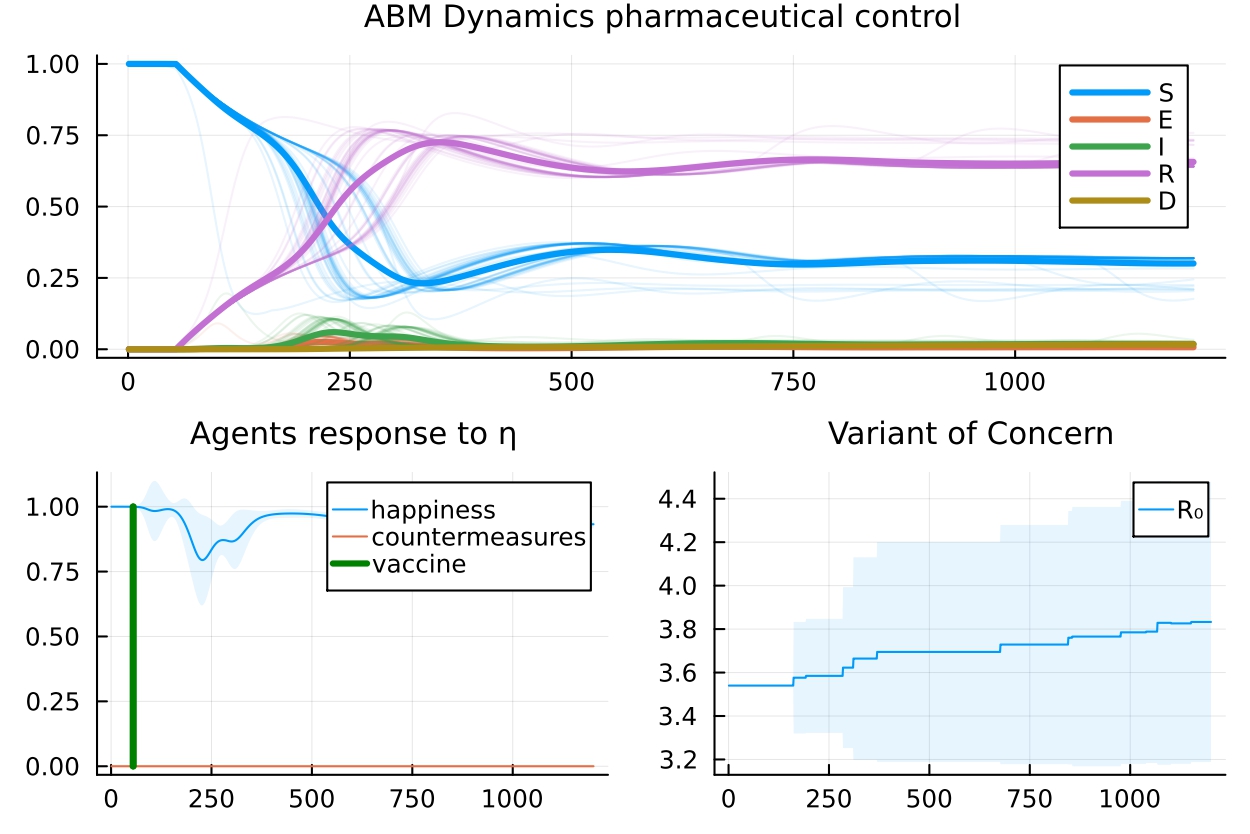 ABM Dynamics pharmaceutical control
1.00
0.75
0.50
0.25
0.00
S
E
I
R
D
0 250 500 750 1000
Agents response to η
1.00
0.75
0.50
0.25
0.00
happiness
countermeasures
vaccine
0 250 500 750 1000
Variant of Concern
4.4
4.2
4.0
3.8
3.6
3.4
3.2
R₀
0 250 500 750 1000